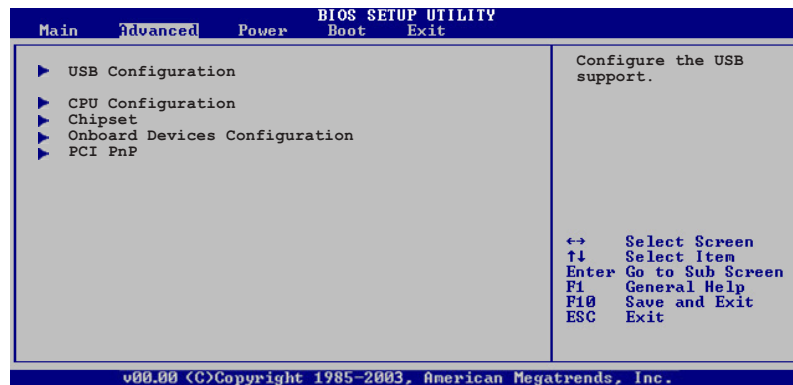 BIOS SETUP UTILITY
Main Advanced Power Boot Exit
USB Configuration
CPU Configuration
Chipset
Onboard Devices Configuration
PCI PnP
Configure the USB
support.
←→ Select Screen
↑↓ Select Item
Enter Go to Sub Screen
F1 General Help
F10 Save and Exit
ESC Exit
v00.00 (C)Copyright 1985-2003, American Megatrends, Inc.